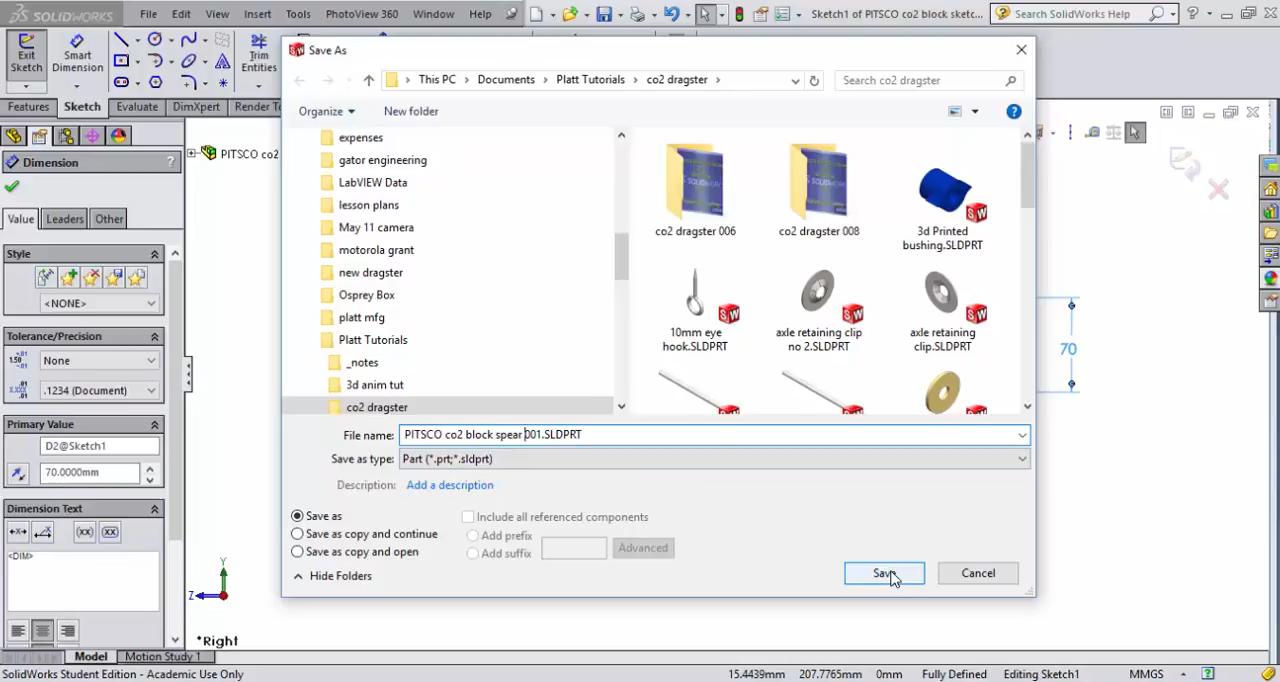 SOLIDWORKS File Edit View Insert Tools PhotoView 360 Window Help Sketch1 of PITSCO co2 block sketc... Search SolidWorks Help
Exit Sketch
Smart Dimension
Trim Entities
Features Sketch Evaluate DimXpert Render To
Save As
This PC Documents Platt Tutorials co2 dragster Search co2 dragster
Organize New folder
expenses
gator engineering
LabVIEW Data
lesson plans
May 11 camera
motorola grant
new dragster
Osprey Box
platt mfg
Platt Tutorials
_notes
3d anim tut
co2 dragster
co2 dragster 006
co2 dragster 008
3d Printed bushing.SLDPRT
10mm eye hook.SLDPRT
axle retaining clip no 2.SLDPRT
axle retaining clip.SLDPRT
File name: PITSCO co2 block spear 001.SLDPRT
Save as type: Part (*.prt;*.sldprt)
Description: Add a description
Save as
Save as copy and continue
Save as copy and open
Include all referenced components
Add prefix
Add suffix
Advanced
Hide Folders
Save Cancel
PITSCO co2
Dimension ?
Value Leaders Other
Style
<NONE>
Tolerance/Precision
None
.1234 (Document)
Primary Value
D2@Sketch1
70.0000mm
Dimension Text
<DIM>
70
Y
Z
*Right
Model Motion Study 1
SolidWorks Student Edition - Academic Use Only 15.4439mm 207.7765mm 0mm Fully Defined Editing Sketch1 MMGS